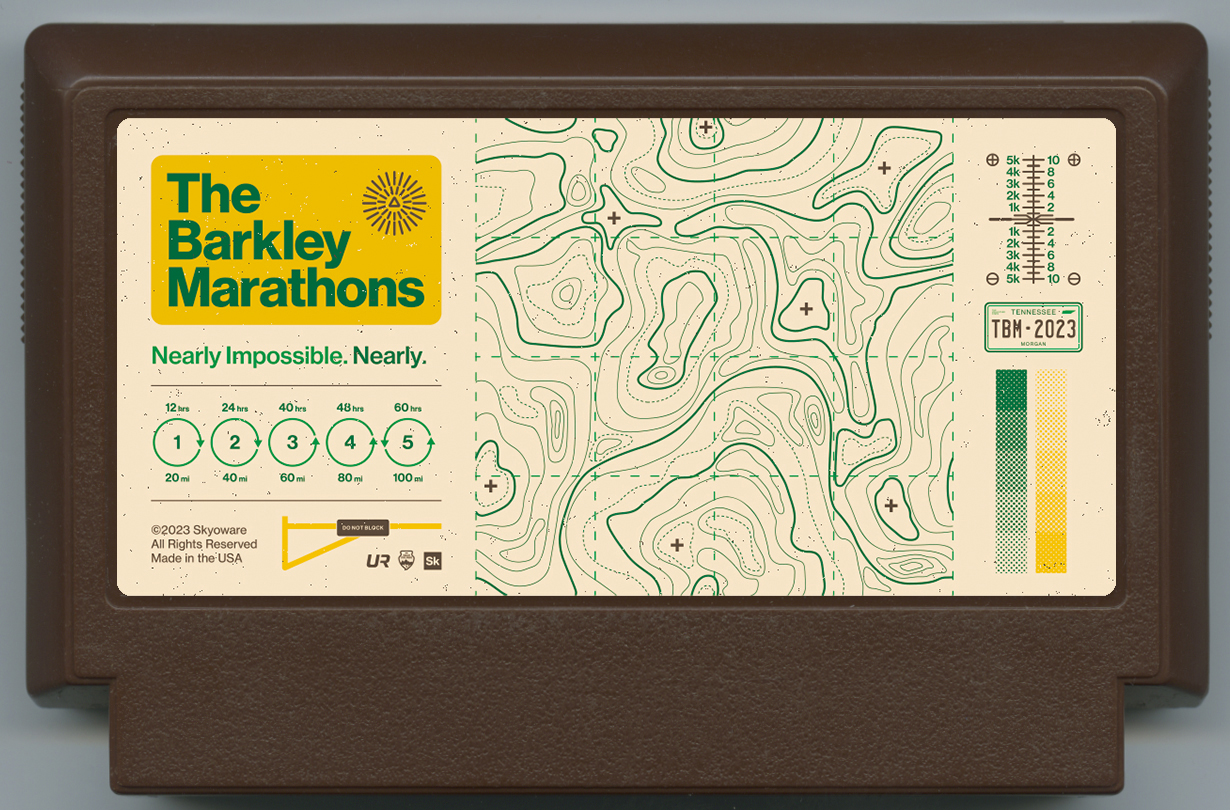 The
Barkley
Marathons
Nearly Impossible. Nearly.
12 hrs 24 hrs 40 hrs 48 hrs 60 hrs
1 2 3 4 5
20 mi 40 mi 60 mi 80 mi 100 mi
©2023 Skyoware
All Rights Reserved
Made in the USA
DO NOT BLOCK
UR
Sk
5k 10
4k 8
3k 6
2k 4
1k 2
1k 2
2k 4
3k 6
4k 8
5k 10
TENNESSEE
TBM·2023
MORGAN